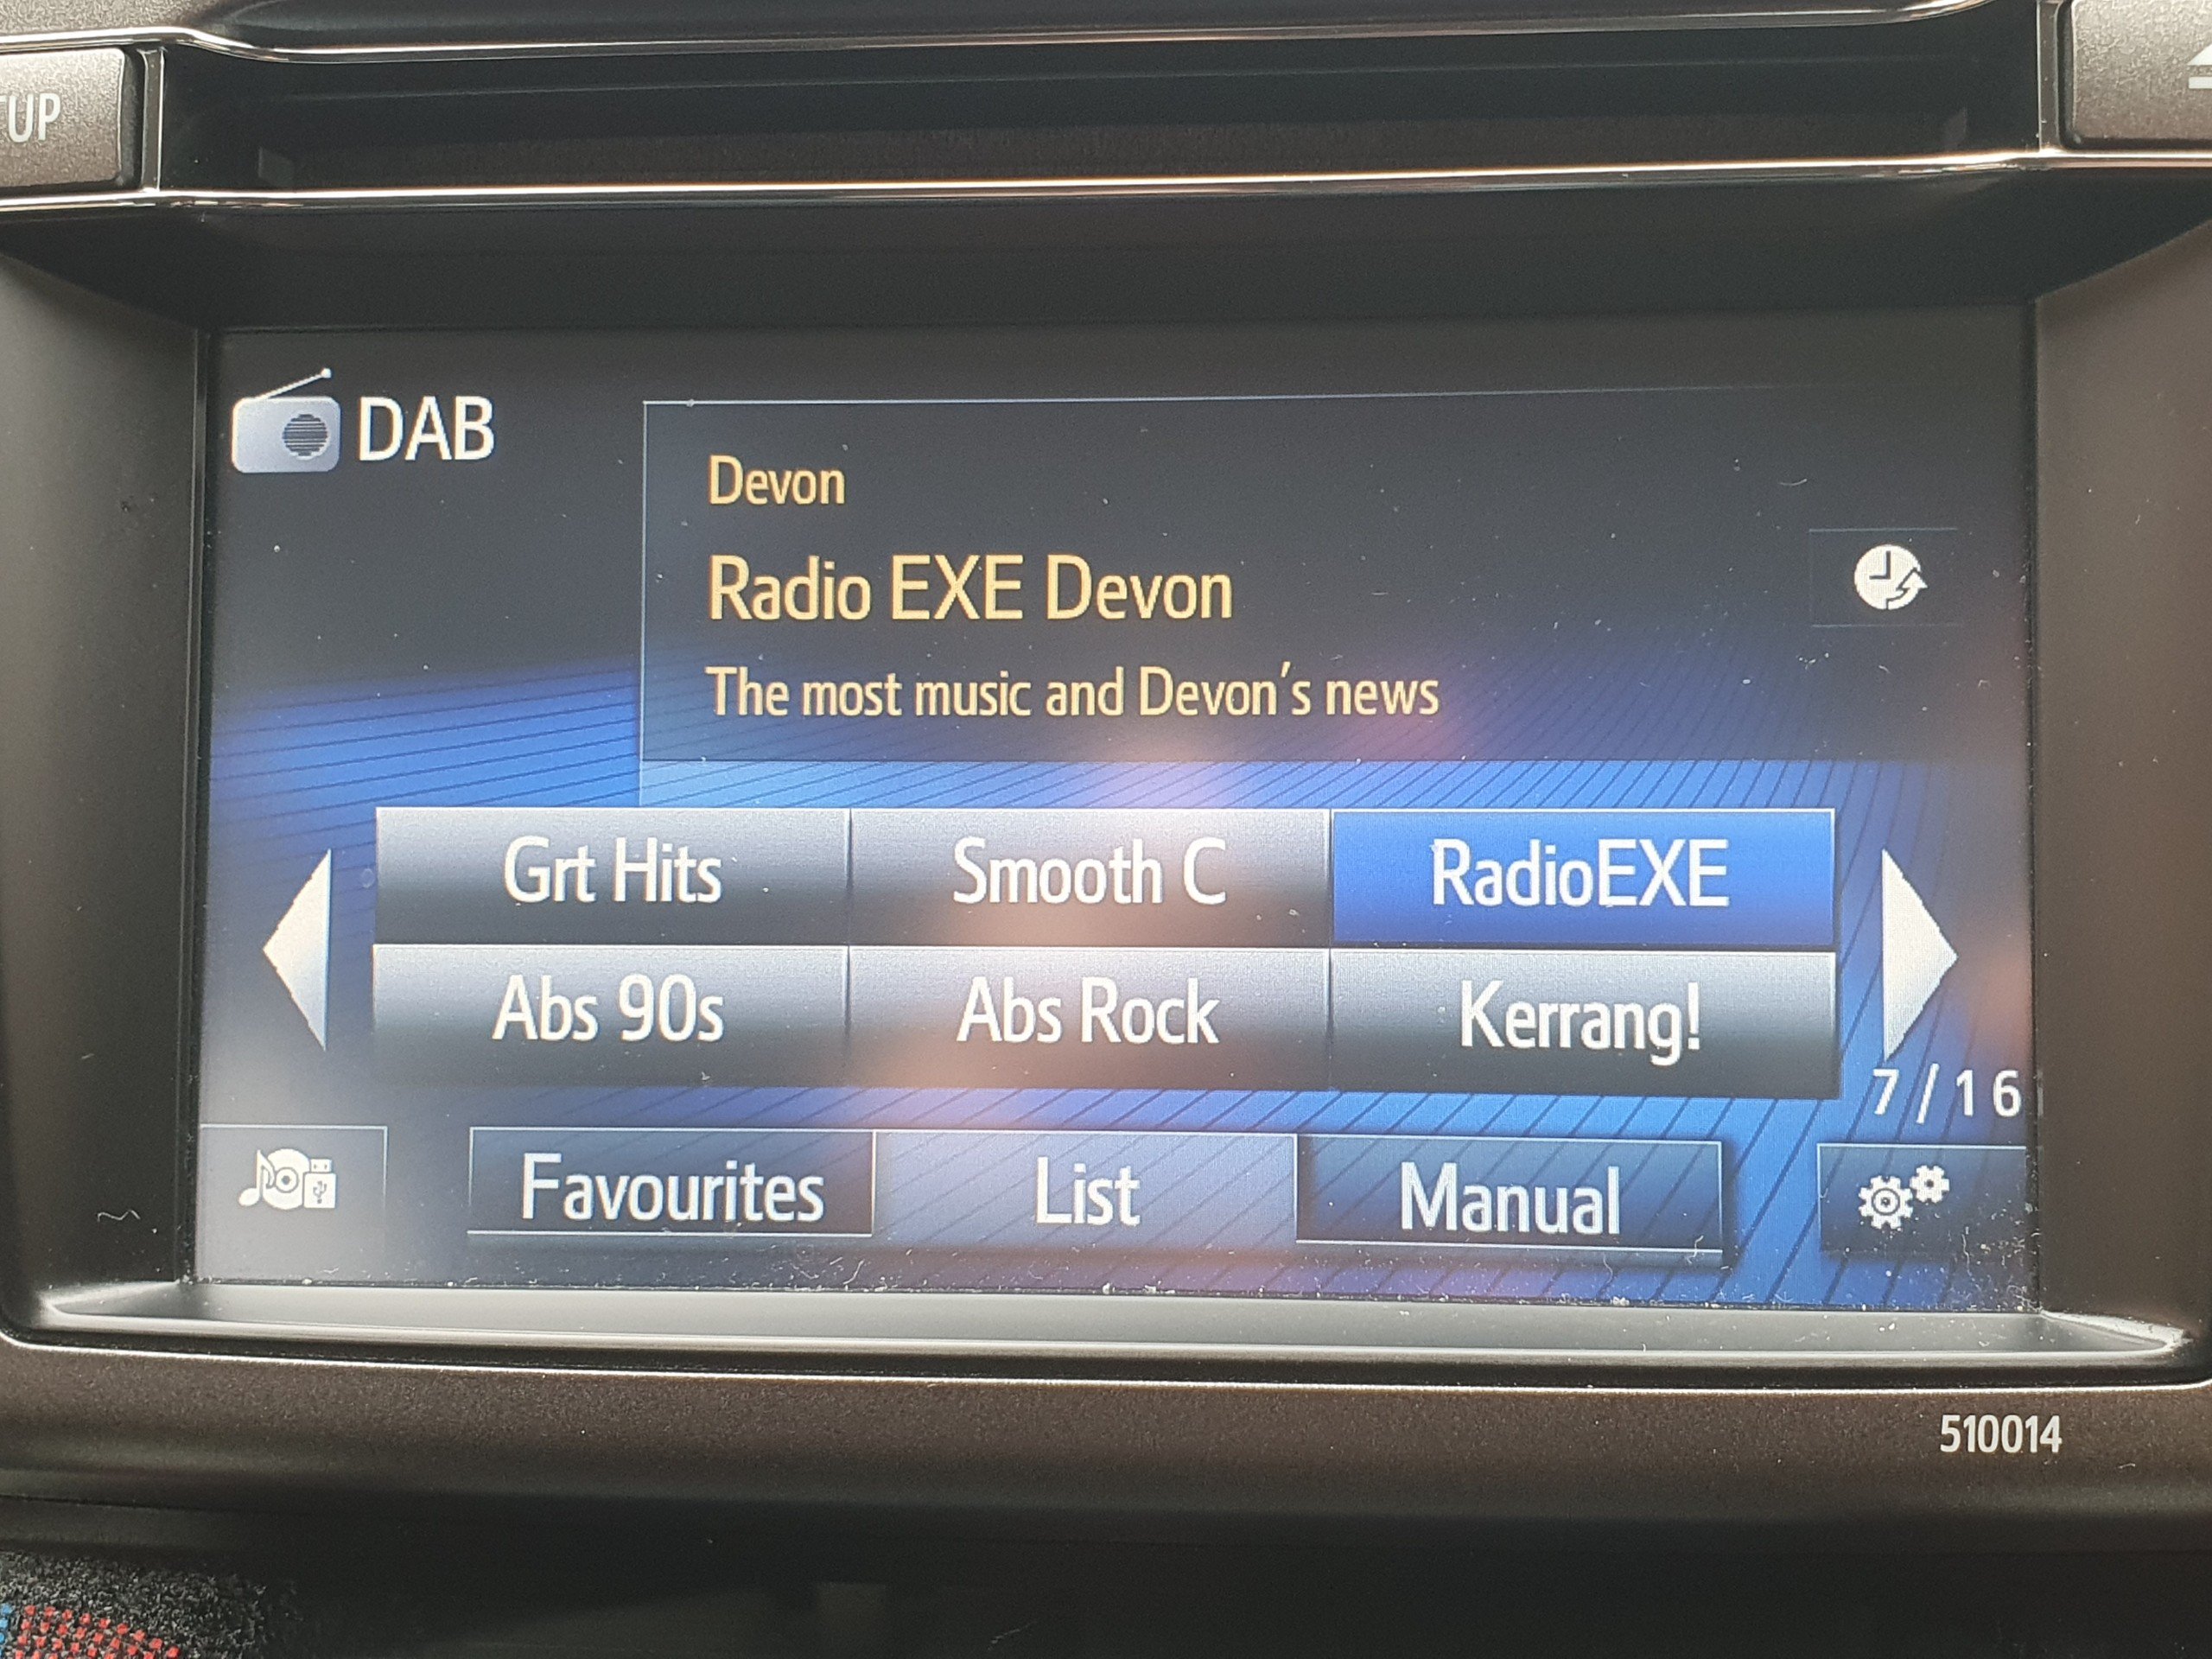 TUP
DAB
Devon
Radio EXE Devon
The most music and Devon's news
Grt Hits
Smooth C
RadioEXE
Abs 90s
Abs Rock
Kerrang!
7/16
Favourites
List
Manual
510014